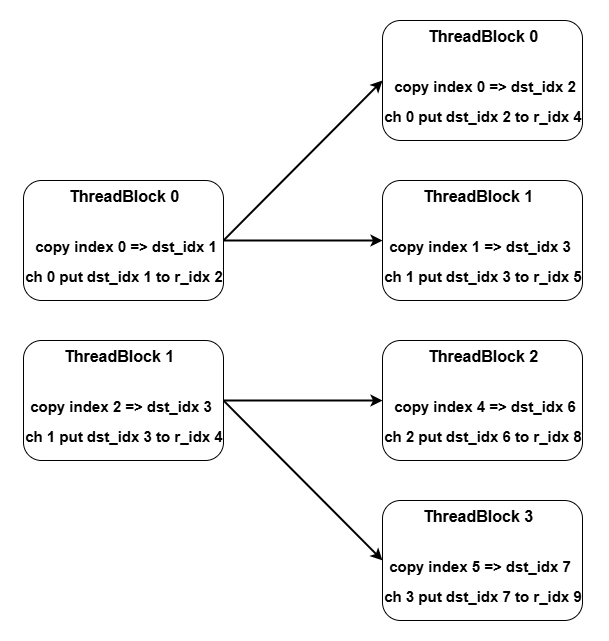 ThreadBlock 0
copy index 0 => dst_idx 1
ch 0 put dst_idx 1 to r_idx 2
ThreadBlock 1
copy index 2 => dst_idx 3
ch 1 put dst_idx 3 to r_idx 4
ThreadBlock 0
copy index 0 => dst_idx 2
ch 0 put dst_idx 2 to r_idx 4
ThreadBlock 1
copy index 1 => dst_idx 3
ch 1 put dst_idx 3 to r_idx 5
ThreadBlock 2
copy index 4 => dst_idx 6
ch 2 put dst_idx 6 to r_idx 8
ThreadBlock 3
copy index 5 => dst_idx 7
ch 3 put dst_idx 7 to r_idx 9